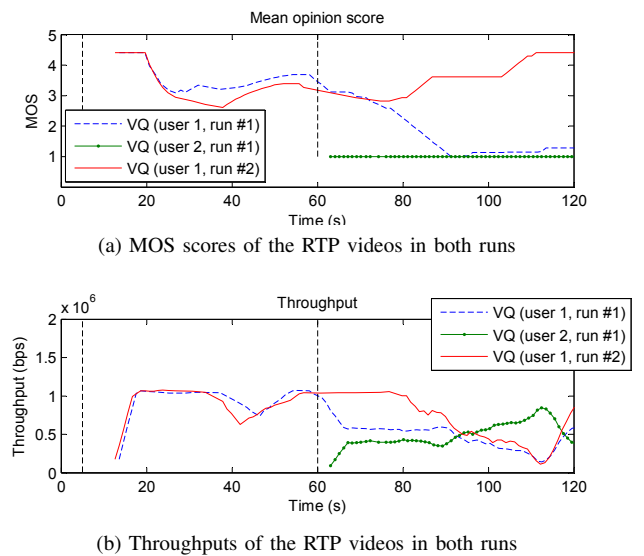 Mean opinion score
5
4
3
2
1
MOS
VQ (user 1, run #1)
VQ (user 2, run #1)
VQ (user 1, run #2)
0 20 40 60 80 100 120
Time (s)
(a) MOS scores of the RTP videos in both runs
x 10^6
Throughput
2
1.5
1
0.5
0
Throughput (bps)
VQ (user 1, run #1)
VQ (user 2, run #1)
VQ (user 1, run #2)
0 20 40 60 80 100 120
Time (s)
(b) Throughputs of the RTP videos in both runs